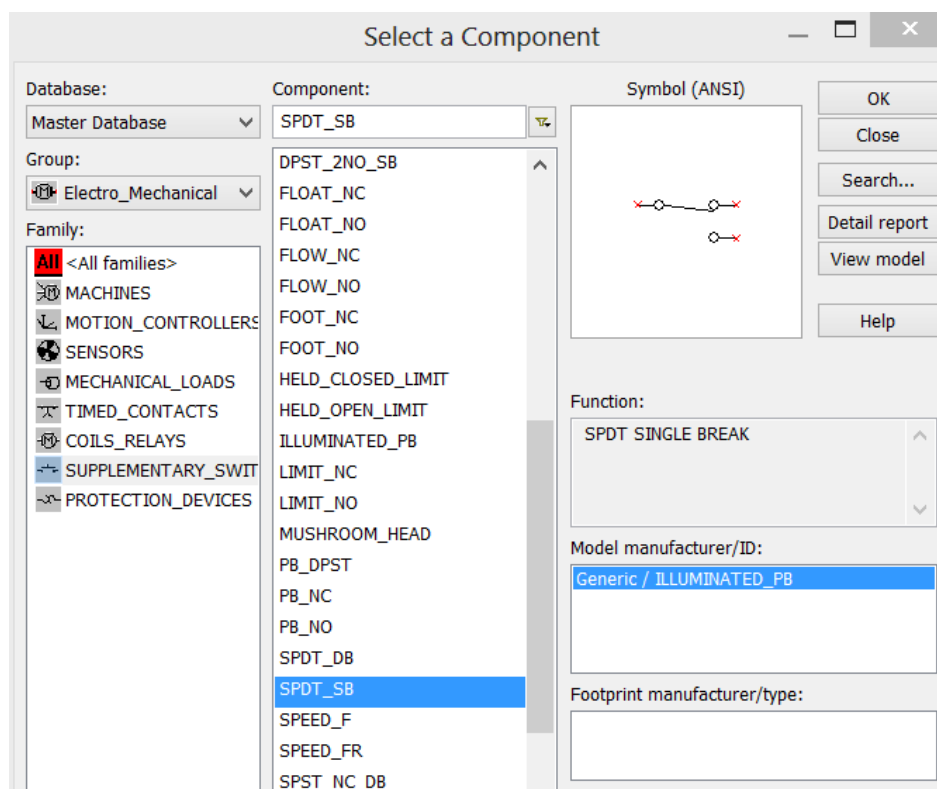 Select a Component
Database:
Master Database
Group:
Electro_Mechanical
Family:
All <All families>
MACHINES
MOTION_CONTROLLERS
SENSORS
MECHANICAL_LOADS
TIMED_CONTACTS
COILS_RELAYS
SUPPLEMENTARY_SWIT
PROTECTION_DEVICES
Component:
SPDT_SB
DPST_2NO_SB
FLOAT_NC
FLOAT_NO
FLOW_NC
FLOW_NO
FOOT_NC
FOOT_NO
HELD_CLOSED_LIMIT
HELD_OPEN_LIMIT
ILLUMINATED_PB
LIMIT_NC
LIMIT_NO
MUSHROOM_HEAD
PB_DPST
PB_NC
PB_NO
SPDT_DB
SPDT_SB
SPEED_F
SPEED_FR
SPST_NC_DB
Symbol (ANSI)
Function:
SPDT SINGLE BREAK
Model manufacturer/ID:
Generic / ILLUMINATED_PB
Footprint manufacturer/type:
OK
Close
Search...
Detail report
View model
Help